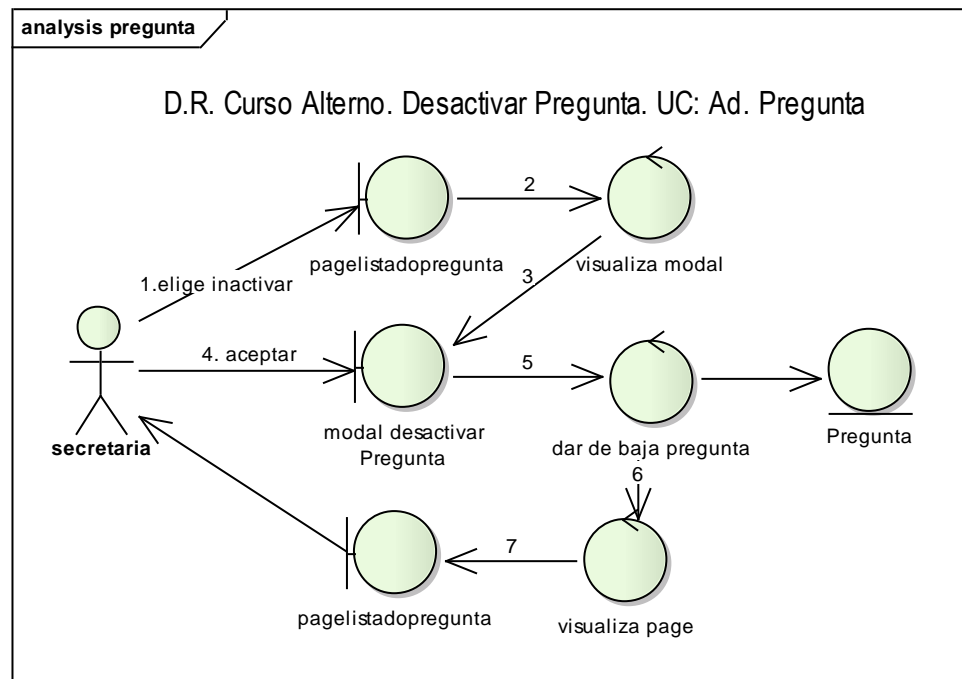 analysis pregunta
D.R. Curso Alterno. Desactivar Pregunta. UC: Ad. Pregunta
2
pagelistadopregunta
visualiza modal
1.elige inactivar
3
4. aceptar
5
secretaria
modal desactivar
Pregunta
dar de baja pregunta
Pregunta
6
7
pagelistadopregunta
visualiza page